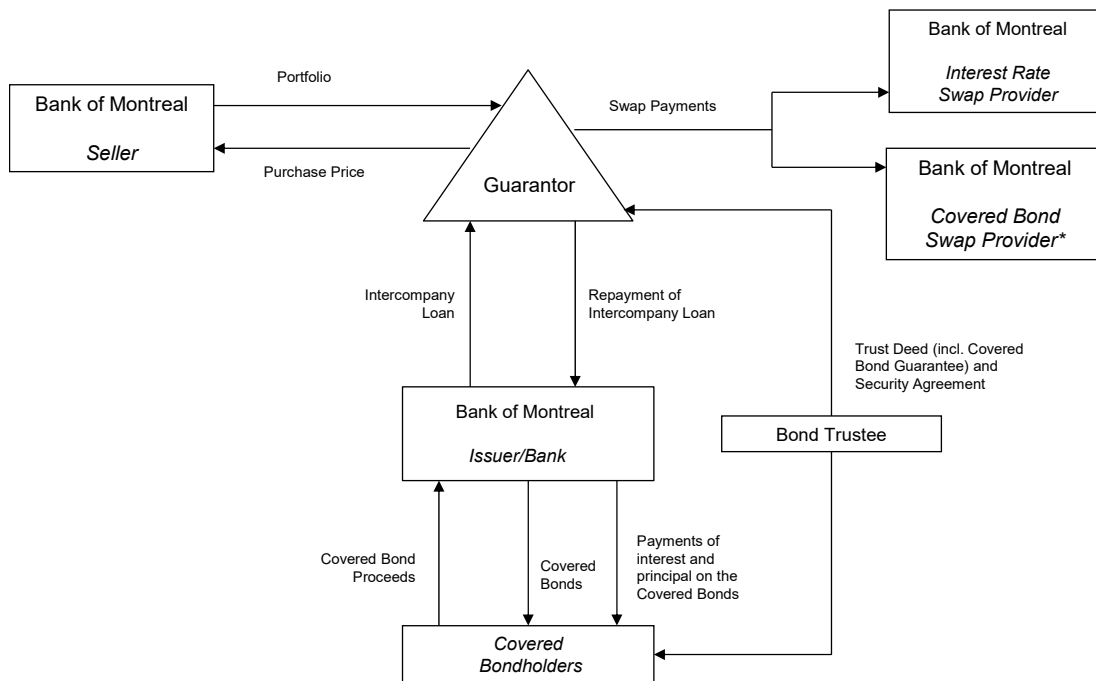 Bank of Montreal
Interest Rate
Swap Provider
Portfolio
Swap Payments
Bank of Montreal
Seller
Purchase Price
Guarantor
Bank of Montreal
Covered Bond
Swap Provider*
Intercompany
Loan
Repayment of
Intercompany Loan
Trust Deed (incl. Covered
Bond Guarantee) and
Security Agreement
Bank of Montreal
Issuer/Bank
Bond Trustee
Covered Bond
Proceeds
Covered
Bonds
Payments of
interest and
principal on the
Covered Bonds
Covered
Bondholders